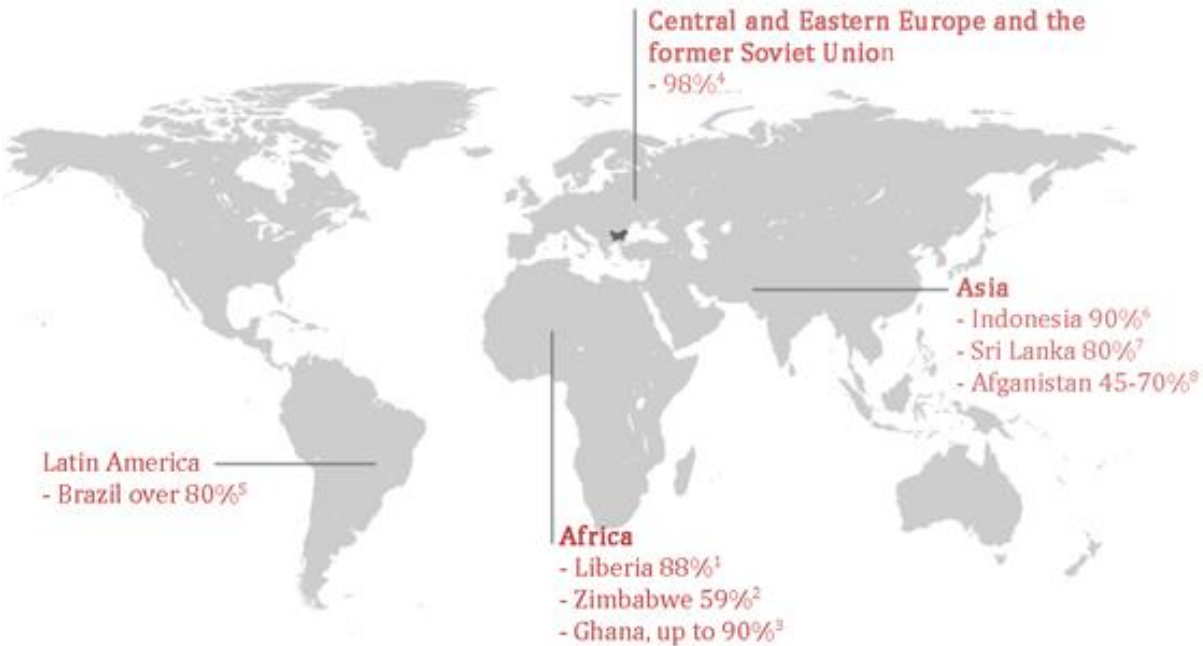 Central and Eastern Europe and the
former Soviet Union
- 98%⁴
Asia
- Indonesia 90%⁶
- Sri Lanka 80%⁷
- Afganistan 45-70%⁸
Latin America
- Brazil over 80%⁵
Africa
- Liberia 88%¹
- Zimbabwe 59%²
- Ghana, up to 90%³